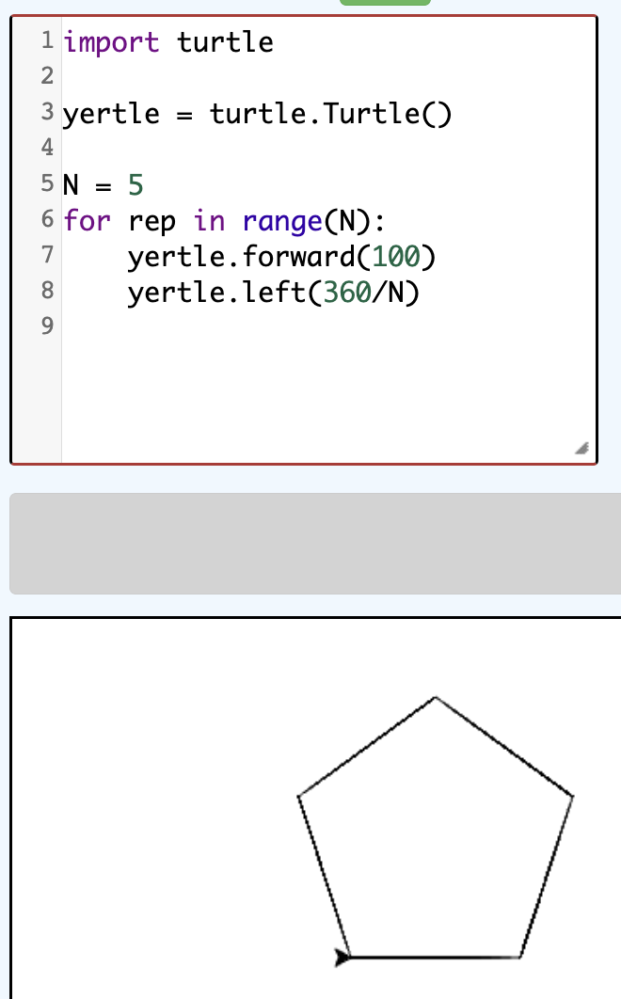 1 import turtle
2
3 yertle = turtle.Turtle()
4
5 N = 5
6 for rep in range(N):
7     yertle.forward(100)
8     yertle.left(360/N)
9